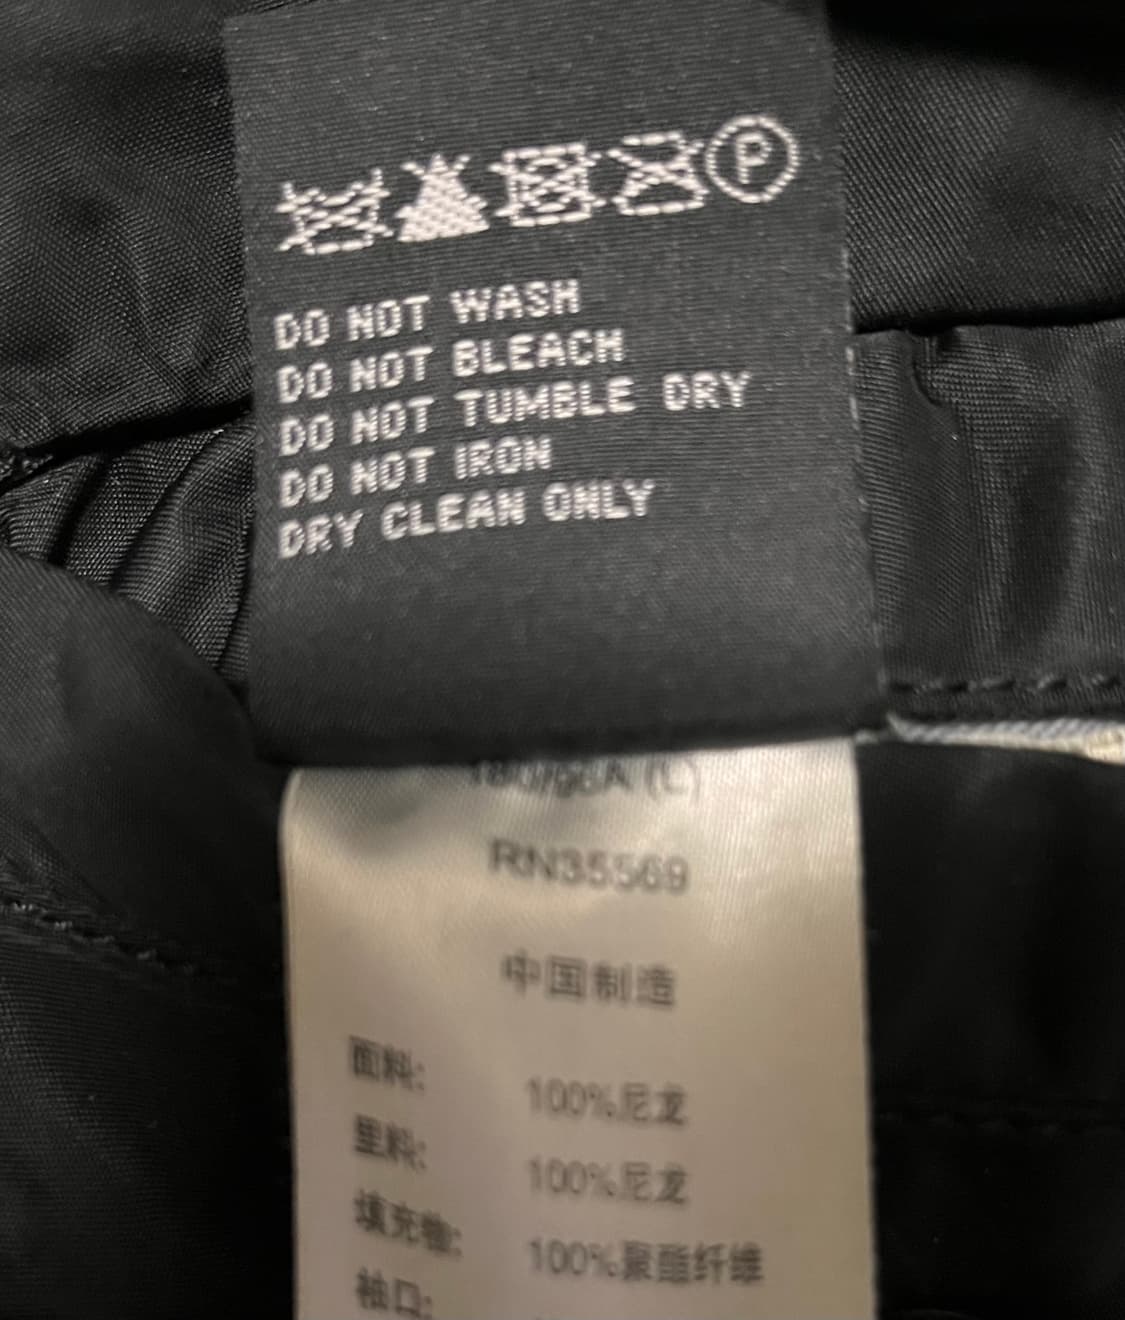 P
DO NOT WASH
DO NOT BLEACH
DO NOT TUMBLE DRY
DO NOT IRON
DRY CLEAN ONLY
(L)
RN35569
中国制造
面料: 100%尼龙
里料: 100%尼龙
填充物: 100%聚酯纤维
袖口: